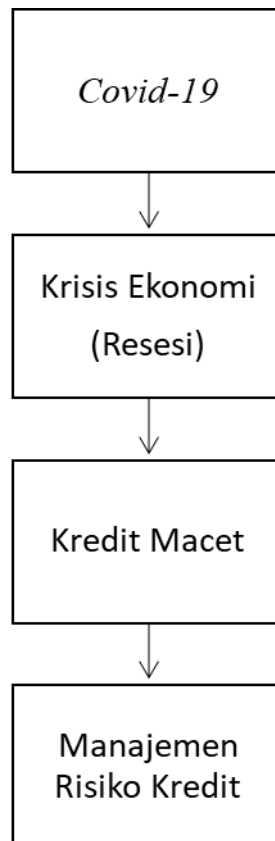 Covid-19
Krisis Ekonomi
(Resesi)
Kredit Macet
Manajemen
Risiko Kredit